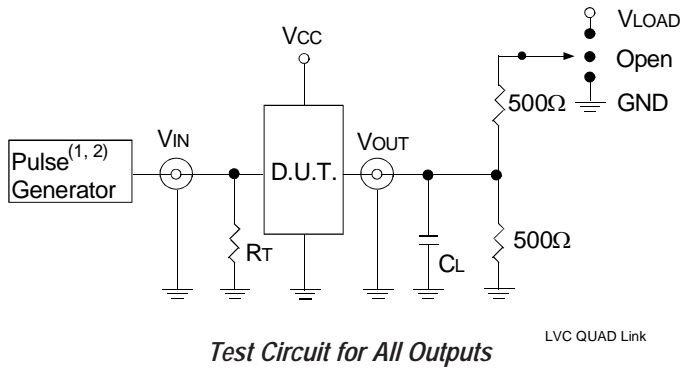 VLOAD
VCC
Open
500Ω
GND
VIN
VOUT
Pulse(1, 2)
Generator
D.U.T.
500Ω
RT
CL
LVC QUAD Link
Test Circuit for All Outputs